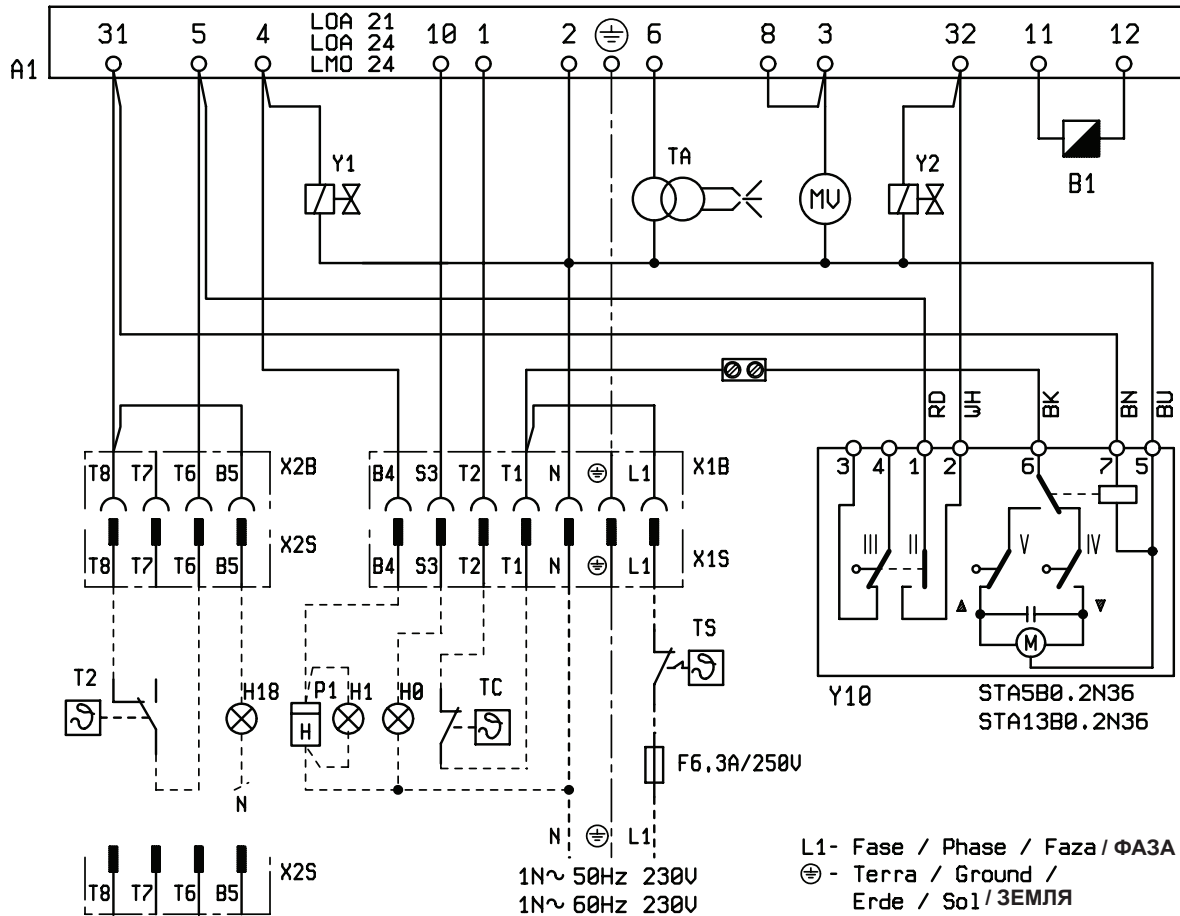 LOA 21
LOA 24
LMO 24
31 5 4 10 1 2 6 8 3 32 11 12
A1
Y1 TA Y2
MV
B1
RD WH BK BN BU
T8 T7 T6 B5 X2B B4 S3 T2 T1 N L1 X1B
3 4 1 2 6 7 5
X2S X1S
T8 T7 T6 B5 B4 S3 T2 T1 N L1
III II V IV
TS
M
T2 H18 P1 H1 H0 TC
H
Y10 STA5B0.2N36
STA13B0.2N36
F6,3A/250V
N
N L1
L1- Fase / Phase / Faza / ФАЗА
- Terra / Ground /
Erde / Sol / ЗЕМЛЯ
X2S
T8 T7 T6 B5
1N~ 50Hz 230V
1N~ 60Hz 230V